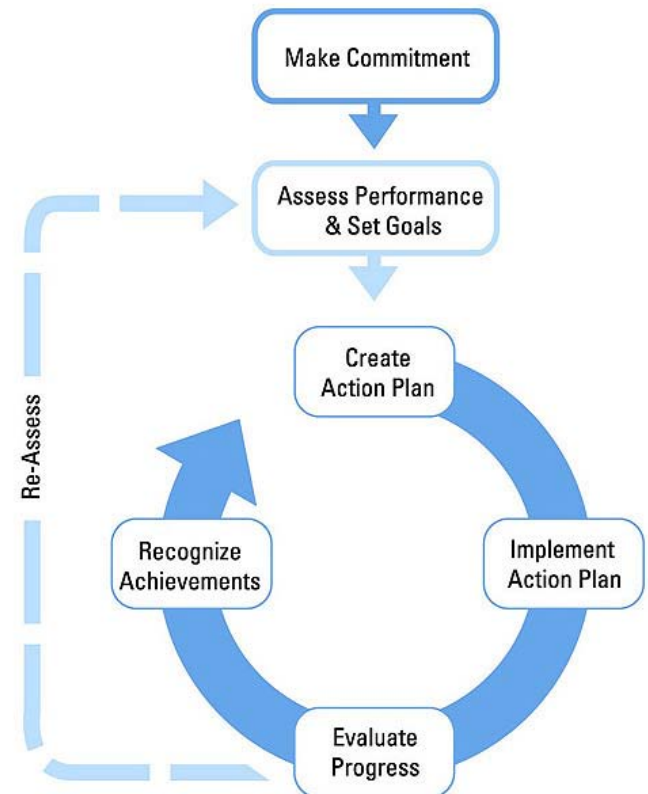 Make Commitment
Assess Performance
& Set Goals
Create
Action Plan
Re-Assess
Recognize
Achievements
Implement
Action Plan
Evaluate
Progress